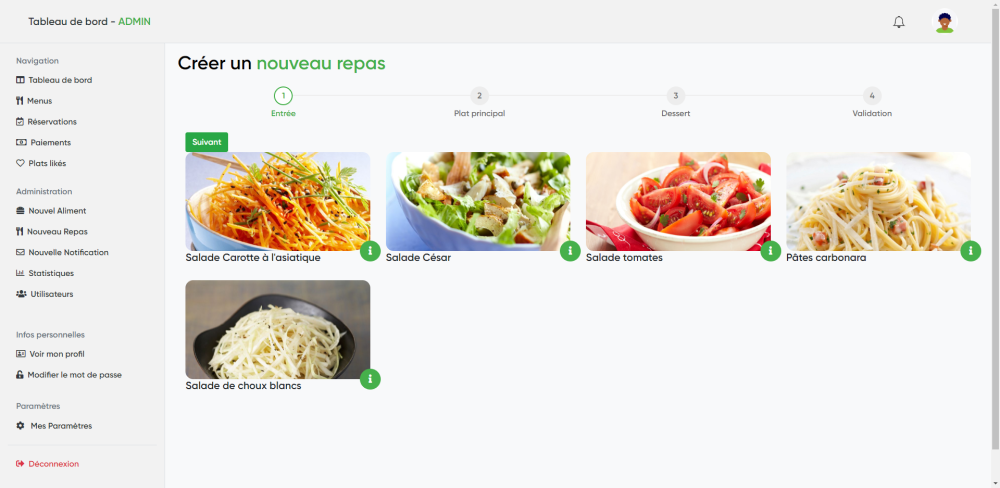 Tableau de bord - ADMIN
Navigation
Tableau de bord
Menus
Réservations
Paiements
Plats likés
Administration
Nouvel Aliment
Nouveau Repas
Nouvelle Notification
Statistiques
Utilisateurs
Infos personnelles
Voir mon profil
Modifier le mot de passe
Paramètres
Mes Paramètres
Déconnexion
Créer un nouveau repas
1 2 3 4
Entrée Plat principal Dessert Validation
Suivant
Salade Carotte à l'asiatique Salade César Salade tomates Pâtes carbonara
Salade de choux blancs